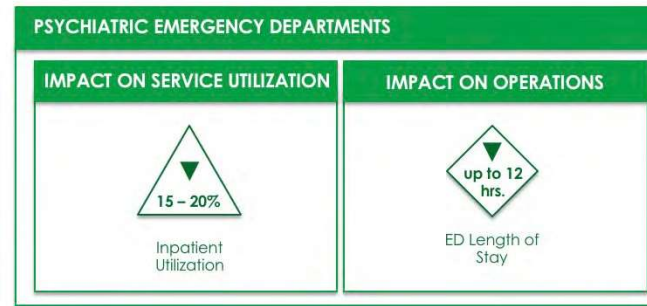 PSYCHIATRIC EMERGENCY DEPARTMENTS
IMPACT ON SERVICE UTILIZATION
15 – 20%
Inpatient
Utilization
IMPACT ON OPERATIONS
up to 12
hrs.
ED Length of
Stay